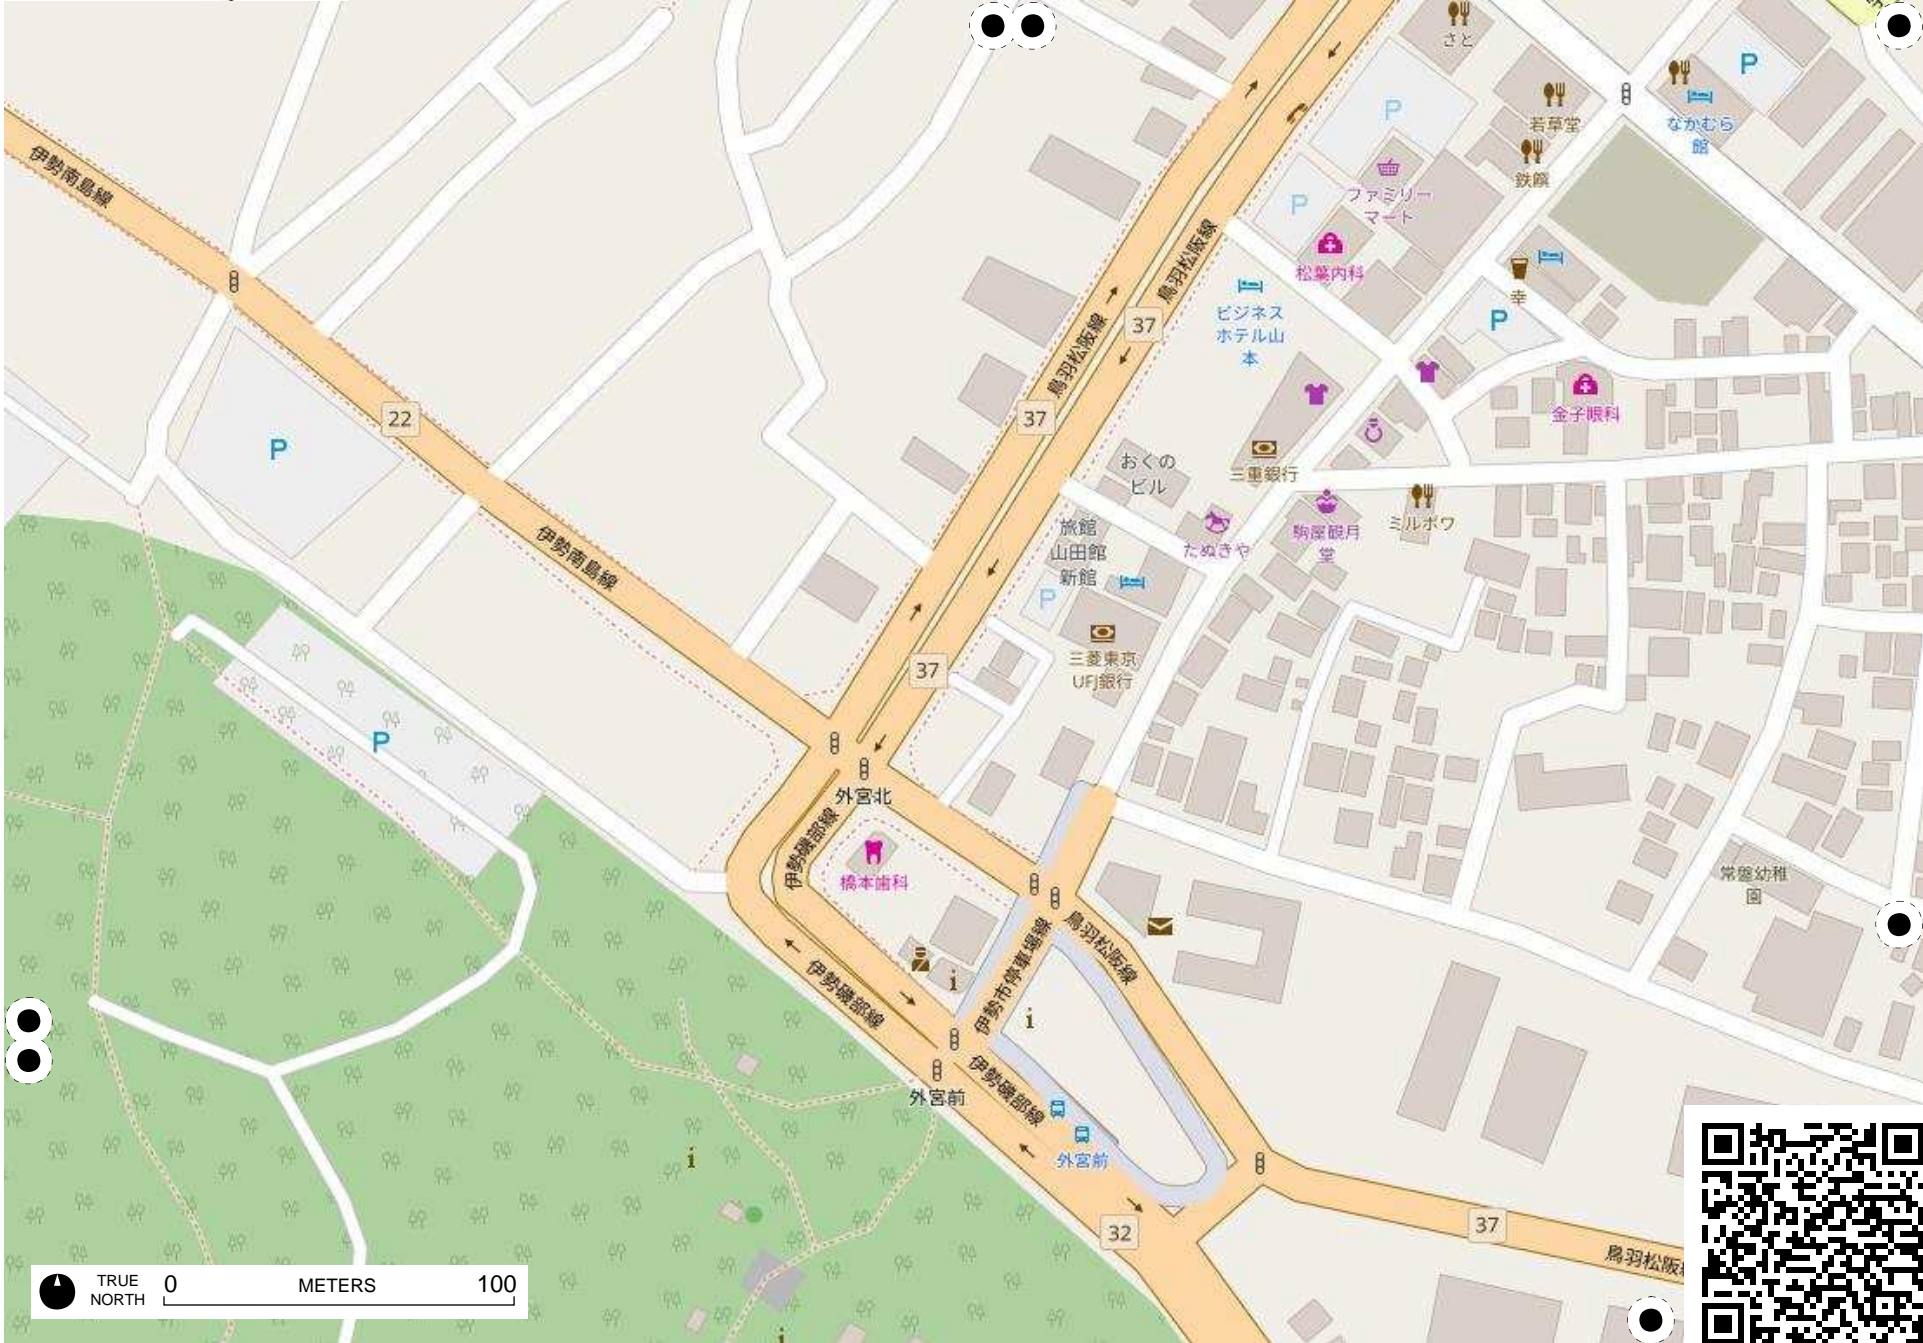 さと
P
P
若草堂
なかむら
館
鉄鎮
ファミリー
マート
P
伊勢南島線
松葉内科
幸
P
鳥羽松阪線
37
ビジネス
ホテル山
本
鳥羽松阪線
37
22
金子眼科
P
おくの
ビル
三重銀行
ミルポワ
駒屋観月
堂
たぬきや
旅館
山田館
新館
伊勢南島線
P
三菱東京
UFJ銀行
37
P
外宮北
伊勢磯部線
橋本歯科
常盤幼稚
園
鳥羽松阪線
伊勢市停車場線
伊勢磯部線
i
i
伊勢磯部線
外宮前
外宮前
i
32
37
鳥羽松阪
i
TRUE
NORTH
0 METERS 100